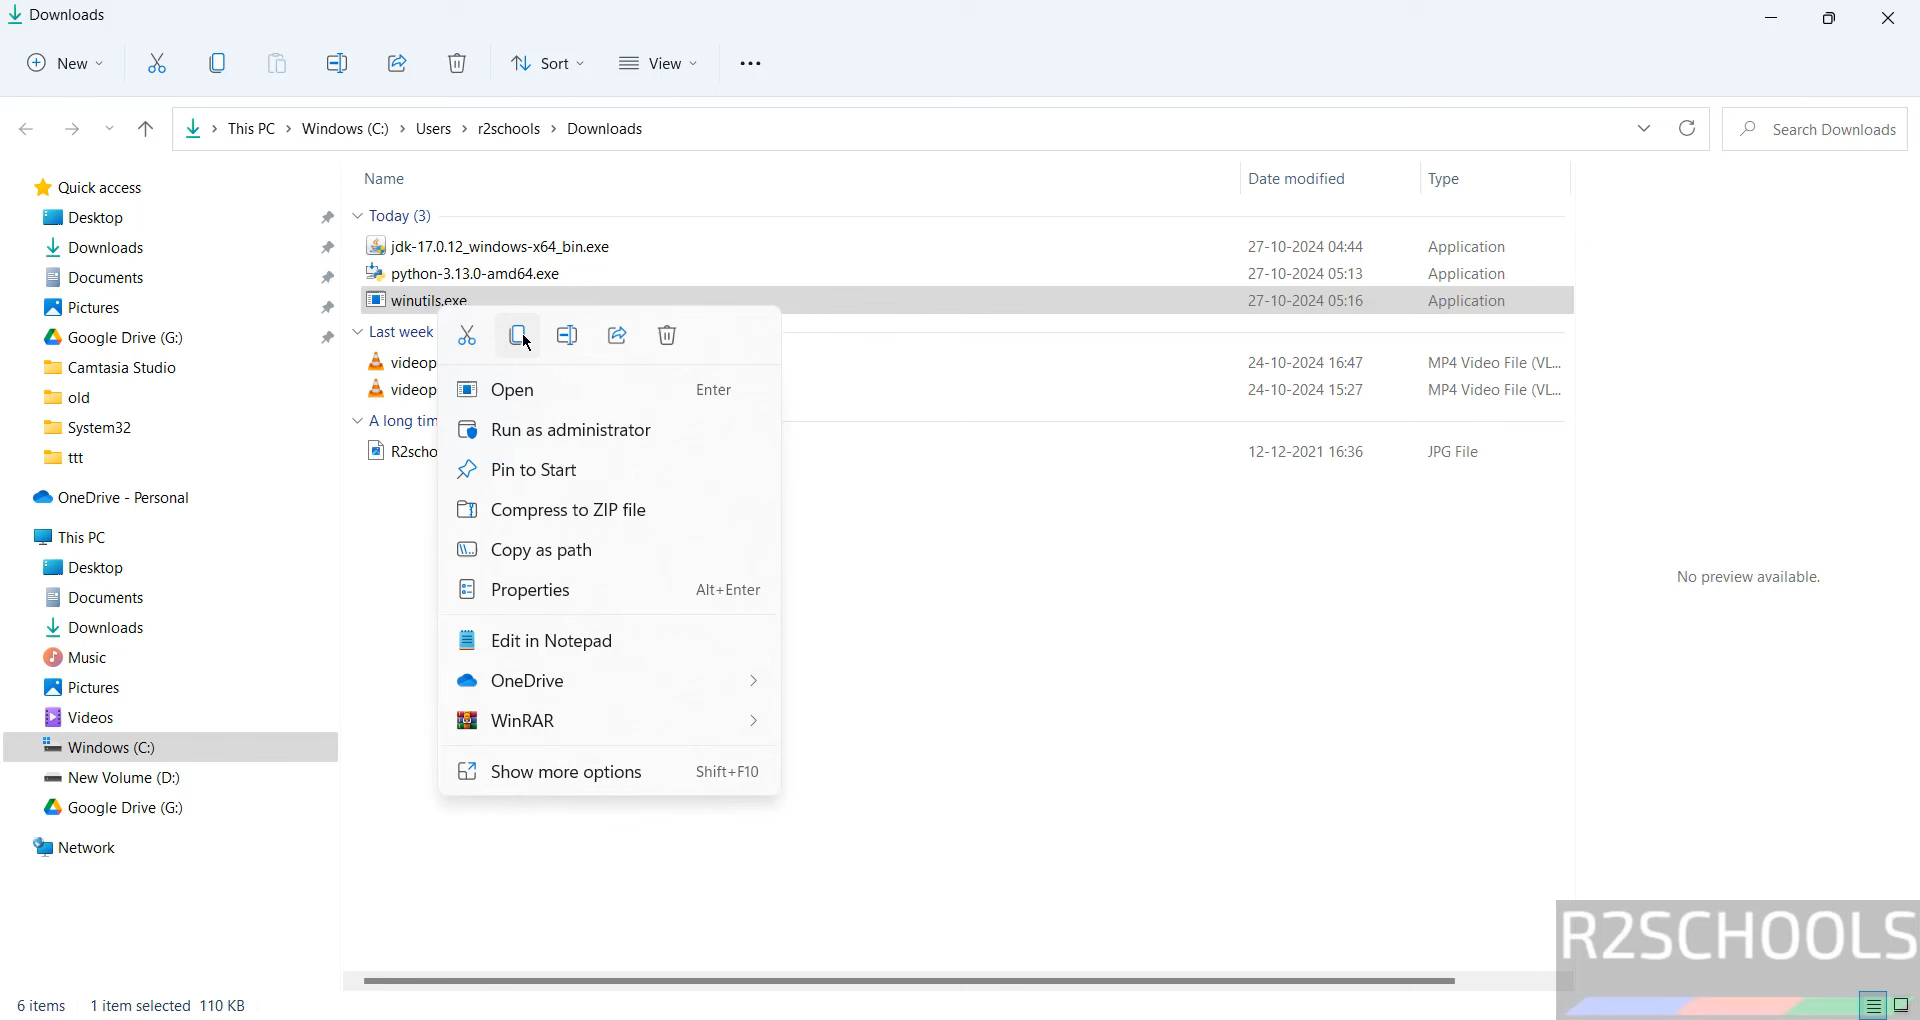 Downloads
New
Sort
View
This PC > Windows (C:) > Users > r2schools > Downloads
Search Downloads
Quick access
Desktop
Downloads
Documents
Pictures
Google Drive (G:)
Camtasia Studio
old
System32
ttt
OneDrive - Personal
This PC
Desktop
Documents
Downloads
Music
Pictures
Videos
Windows (C:)
New Volume (D:)
Google Drive (G:)
Network
Name Date modified Type
Today (3)
jdk-17.0.12_windows-x64_bin.exe 27-10-2024 04:44 Application
python-3.13.0-amd64.exe 27-10-2024 05:13 Application
winutils.exe 27-10-2024 05:16 Application
Last week
videop 24-10-2024 16:47 MP4 Video File (VL...
videop 24-10-2024 15:27 MP4 Video File (VL...
A long tim
R2scho 12-12-2021 16:36 JPG File
Open Enter
Run as administrator
Pin to Start
Compress to ZIP file
Copy as path
Properties Alt+Enter
Edit in Notepad
OneDrive
WinRAR
Show more options Shift+F10
No preview available.
R2SCHOOLS
6 items 1 item selected 110 KB